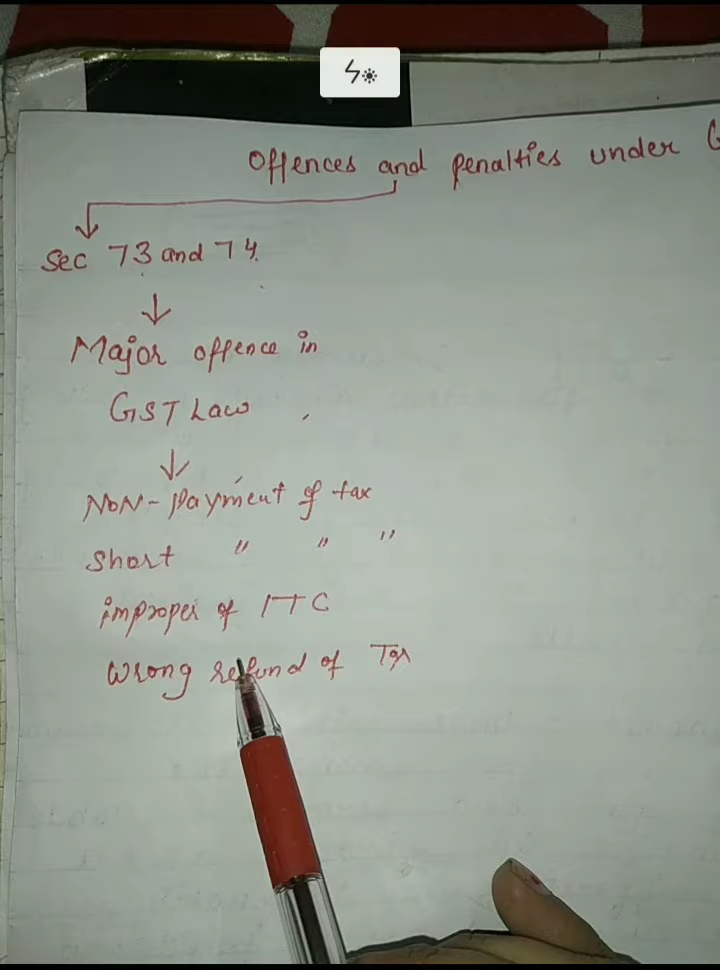 Offences and penalties under G
Sec 73 and 74.
Major offence in
GST Law
NON-payment of tax
Short " " "
improper of ITC
Wrong refund of Tax